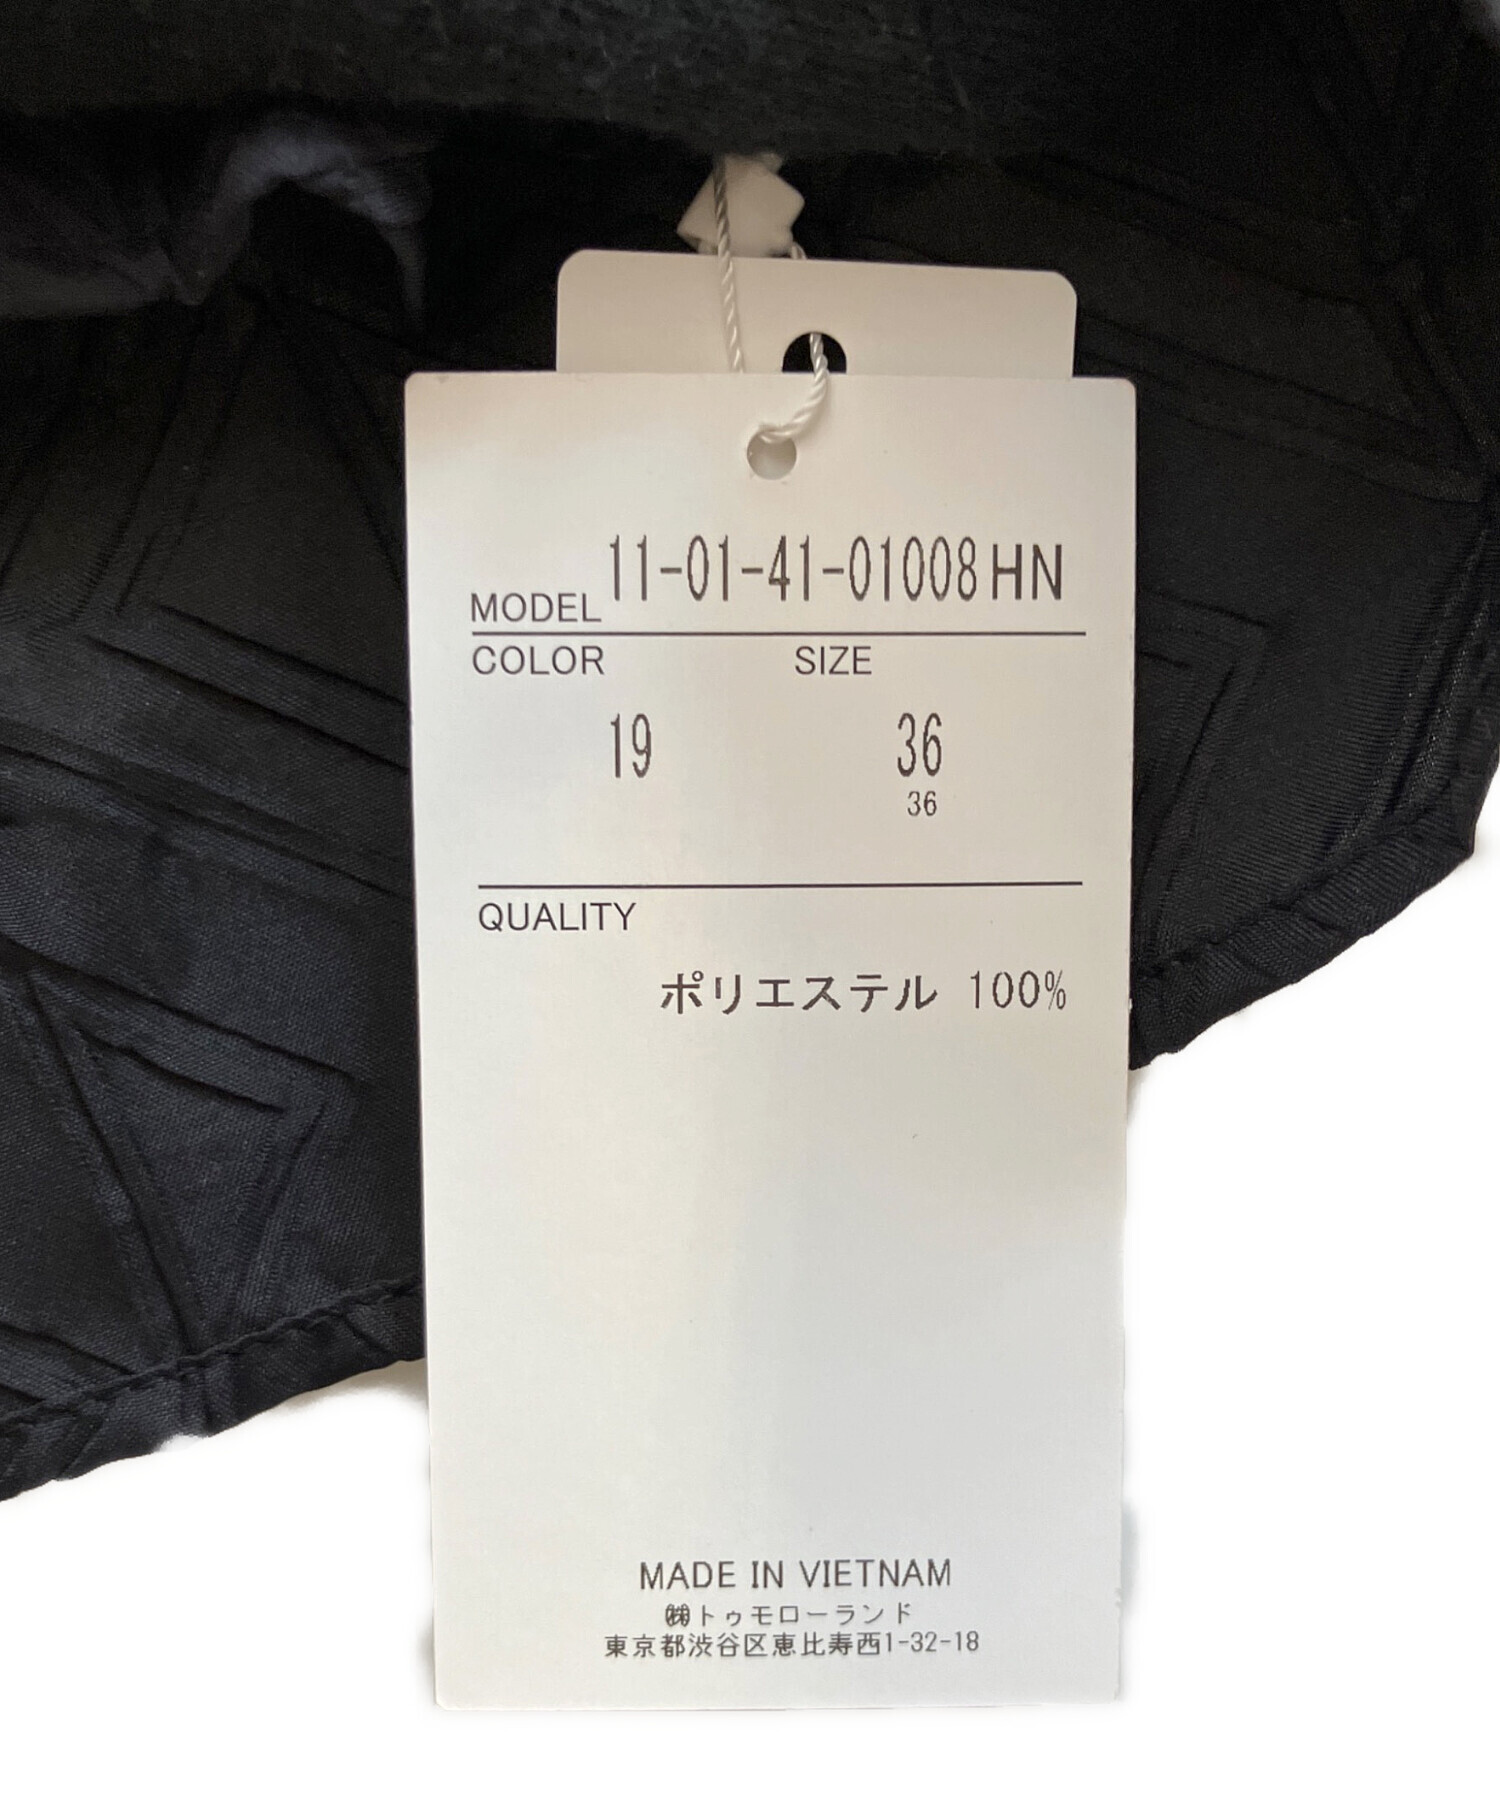 MODEL 11-01-41-01008HN
COLOR SIZE
19 36
36
QUALITY
ポリエステル 100%
MADE IN VIETNAM
㈱トゥモローランド
東京都渋谷区恵比寿西1-32-18